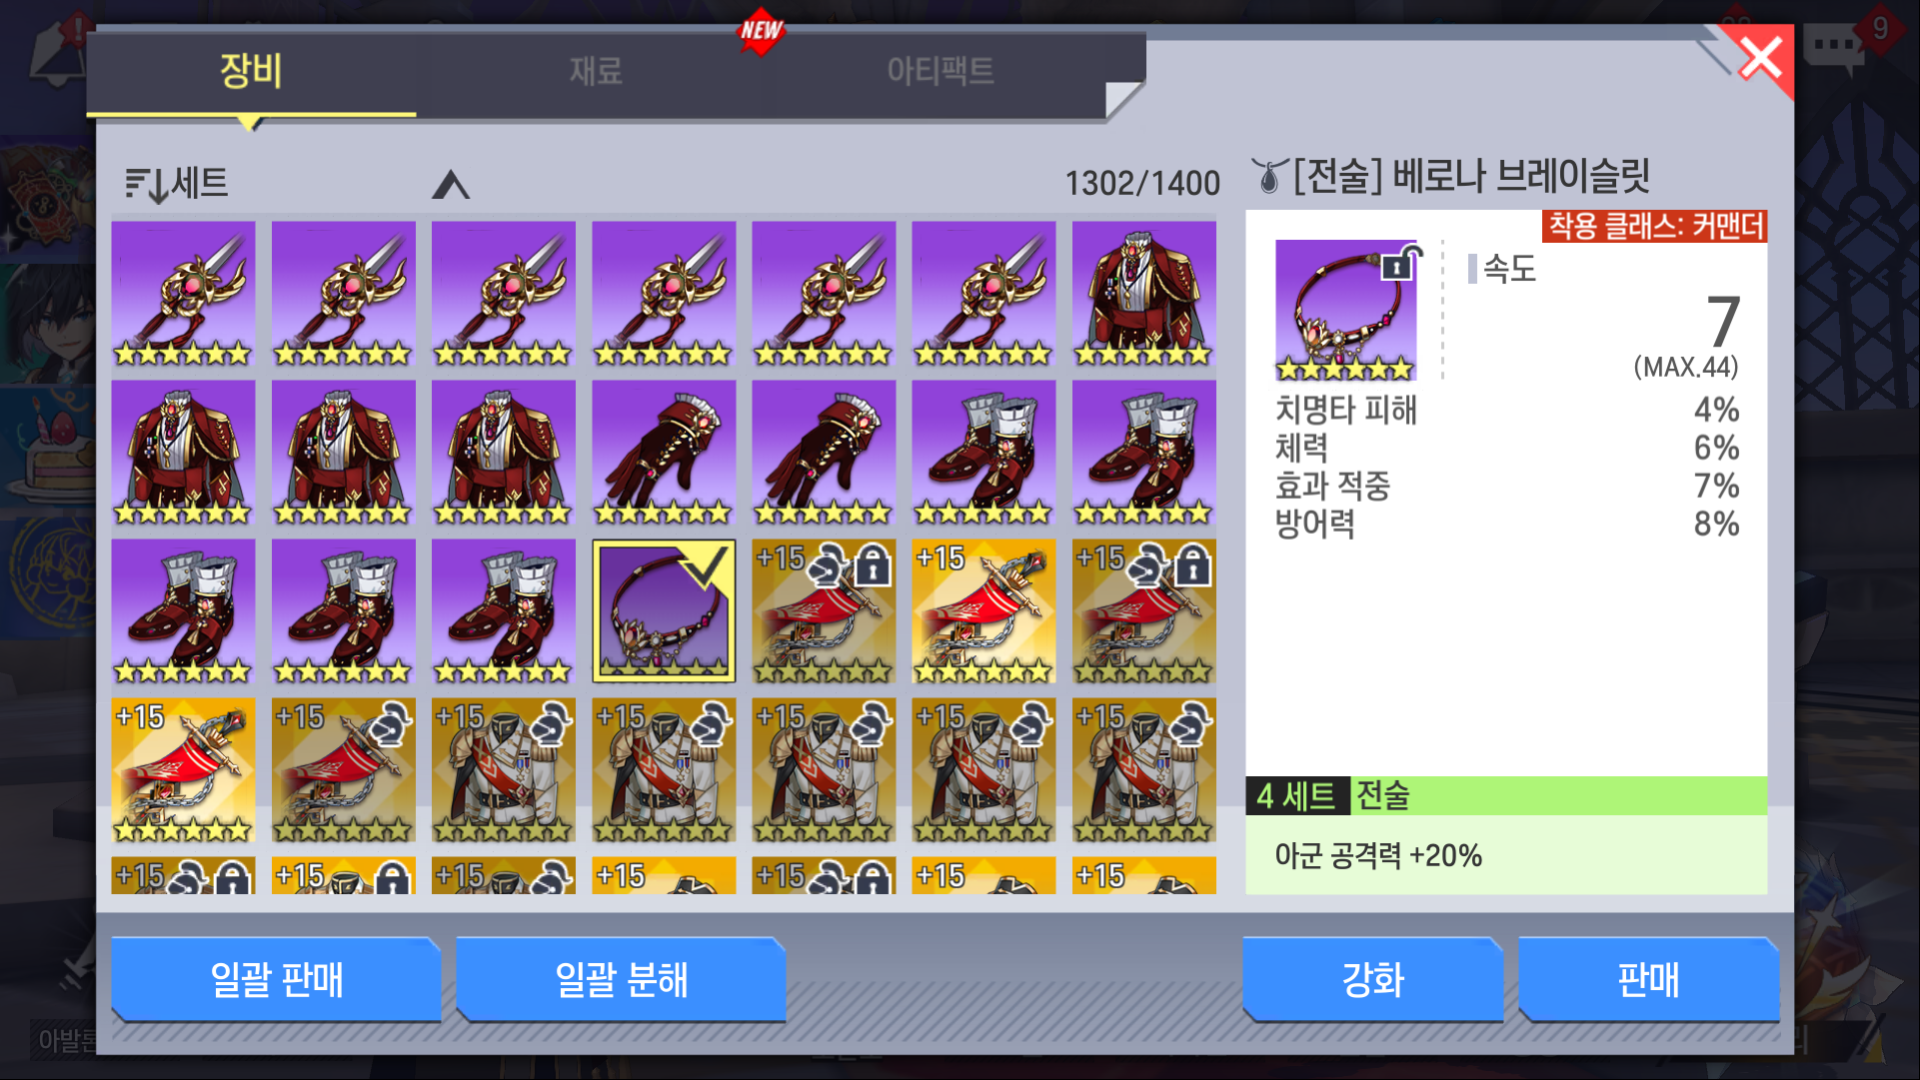 장비
재료
NEW
아티팩트
9
세트
1302/1400
[전술] 베로나 브레이슬릿
착용 클래스: 커맨더
속도
7
(MAX.44)
치명타 피해 4%
체력 6%
효과 적중 7%
방어력 8%
+15 +15 +15
+15 +15 +15 +15 +15 +15 +15
+15 +15 +15 +15 +15 +15 +15
4 세트 전술
아군 공격력 +20%
일괄 판매
일괄 분해
강화
판매
아발론